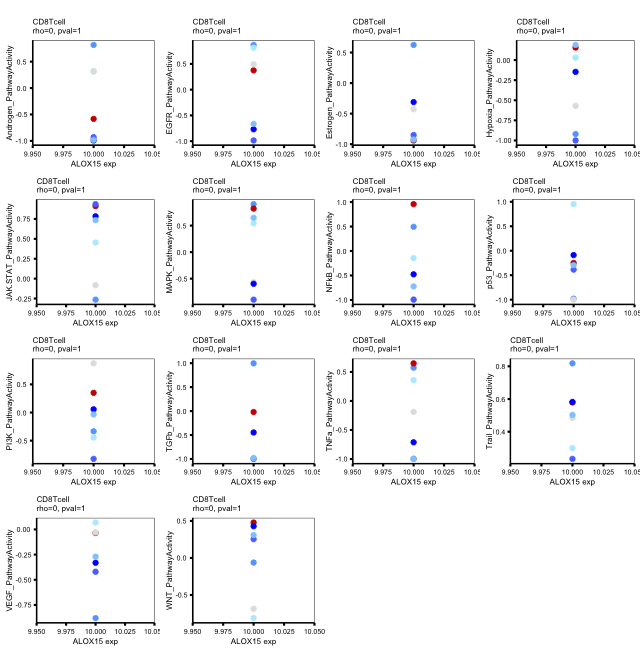 CD8Tcell
rho=0, pval=1
Androgen_PathwayActivity
0.5
0.0
-0.5
-1.0
9.950 9.975 10.000 10.025 10.05
ALOX15 exp
CD8Tcell
rho=0, pval=1
EGFR_PathwayActivity
0.5
0.0
-0.5
-1.0
9.950 9.975 10.000 10.025 10.05
ALOX15 exp
CD8Tcell
rho=0, pval=1
Estrogen_PathwayActivity
0.5
0.0
-0.5
-1.0
9.950 9.975 10.000 10.025 10.05
ALOX15 exp
CD8Tcell
rho=0, pval=1
Hypoxia_PathwayActivity
0.00
-0.25
-0.50
-0.75
-1.00
9.950 9.975 10.000 10.025 10.05
ALOX15 exp
CD8Tcell
rho=0, pval=1
JAK.STAT_PathwayActivity
0.75
0.50
0.25
0.00
-0.25
9.950 9.975 10.000 10.025 10.05
ALOX15 exp
CD8Tcell
rho=0, pval=1
MAPK_PathwayActivity
0.5
0.0
-0.5
9.950 9.975 10.000 10.025 10.05
ALOX15 exp
CD8Tcell
rho=0, pval=1
NFkB_PathwayActivity
0.5
0.0
-0.5
-1.0
9.950 9.975 10.000 10.025 10.05
ALOX15 exp
CD8Tcell
rho=0, pval=1
p53_PathwayActivity
0.5
0.0
-0.5
-1.0
9.950 9.975 10.000 10.025 10.05
ALOX15 exp
CD8Tcell
rho=0, pval=1
PI3K_PathwayActivity
0.5
0.0
-0.5
9.950 9.975 10.000 10.025 10.05
ALOX15 exp
CD8Tcell
rho=0, pval=1
TGFb_PathwayActivity
1.0
0.5
0.0
-0.5
-1.0
9.950 9.975 10.000 10.025 10.05
ALOX15 exp
CD8Tcell
rho=0, pval=1
TNFa_PathwayActivity
0.5
0.0
-0.5
-1.0
9.950 9.975 10.000 10.025 10.05
ALOX15 exp
CD8Tcell
rho=0, pval=1
Trail_PathwayActivity
0.8
0.6
0.4
9.950 9.975 10.000 10.025 10.05
ALOX15 exp
CD8Tcell
rho=0, pval=1
VEGF_PathwayActivity
0.00
-0.25
-0.50
-0.75
9.950 9.975 10.000 10.025 10.05
ALOX15 exp
CD8Tcell
rho=0, pval=1
WNT_PathwayActivity
0.5
0.0
-0.5
9.950 9.975 10.000 10.025 10.050
ALOX15 exp